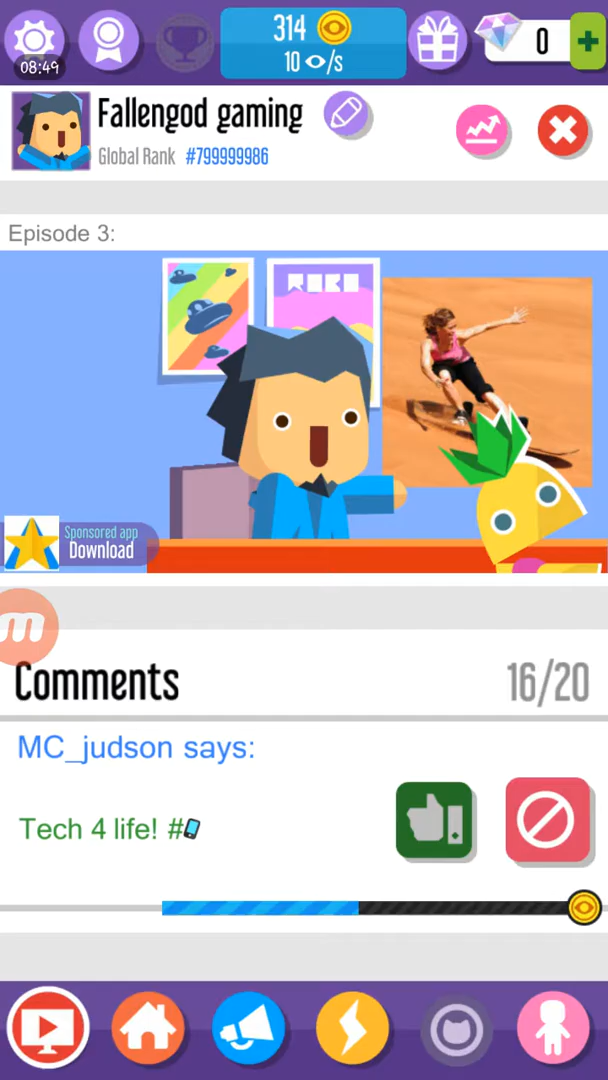 314
10 /s
0
08:49
Fallengod gaming
Global Rank #799999986
Episode 3:
Sponsored app
Download
m
Comments 16/20
MC_judson says:
Tech 4 life! #📱